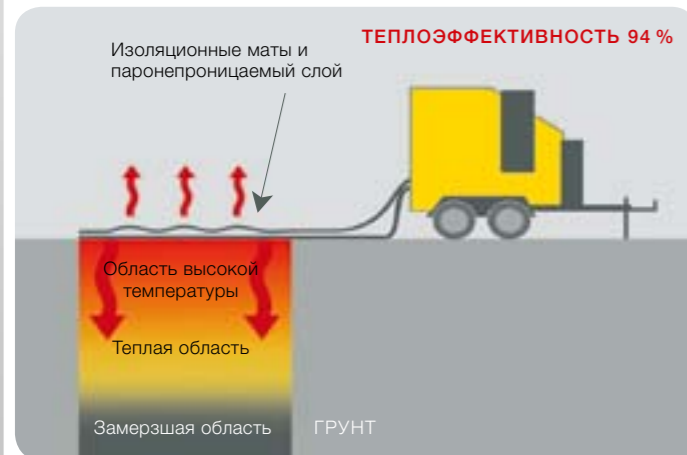 ТЕПЛОЭФФЕКТИВНОСТЬ 94 %
Изоляционные маты и
паронепроницаемый слой
Область высокой
температуры
Теплая область
Замерзшая область
ГРУНТ